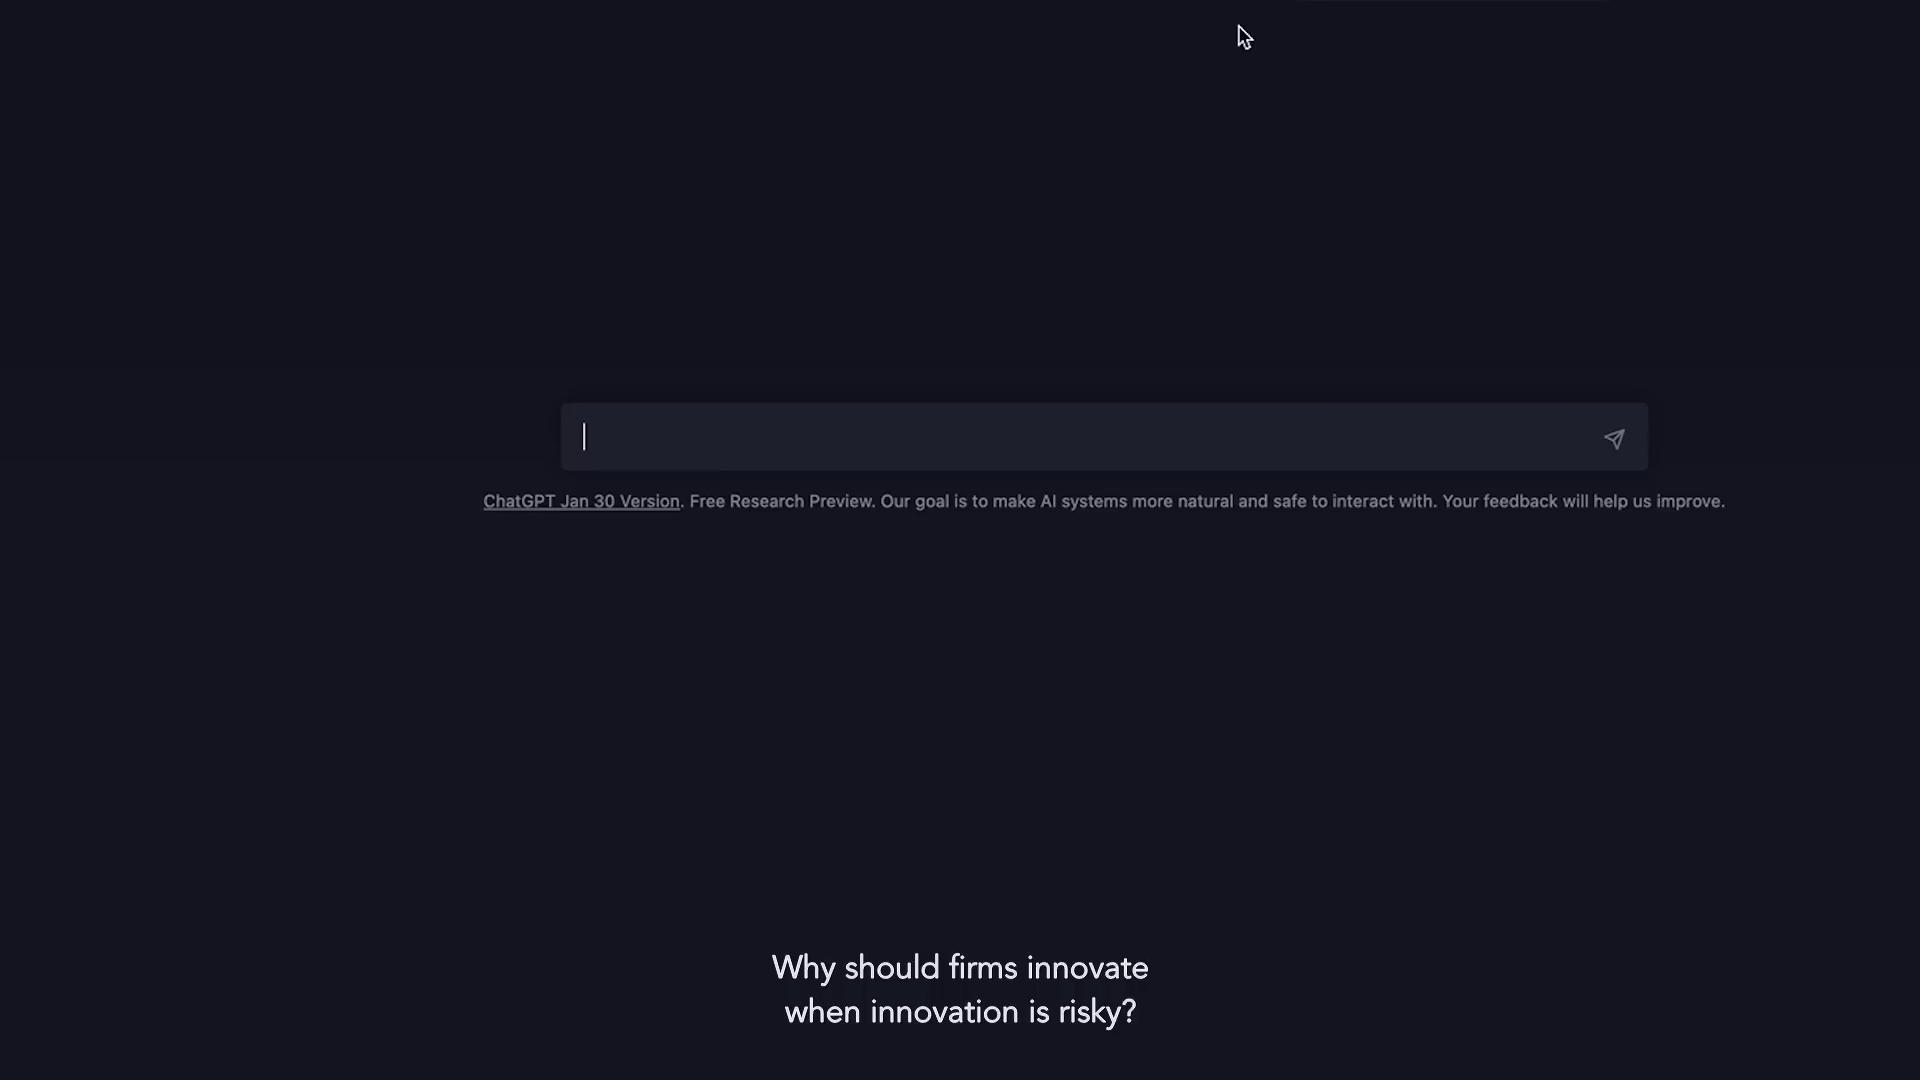 ChatGPT Jan 30 Version. Free Research Preview. Our goal is to make AI systems more natural and safe to interact with. Your feedback will help us improve.
Why should firms innovate
when innovation is risky?